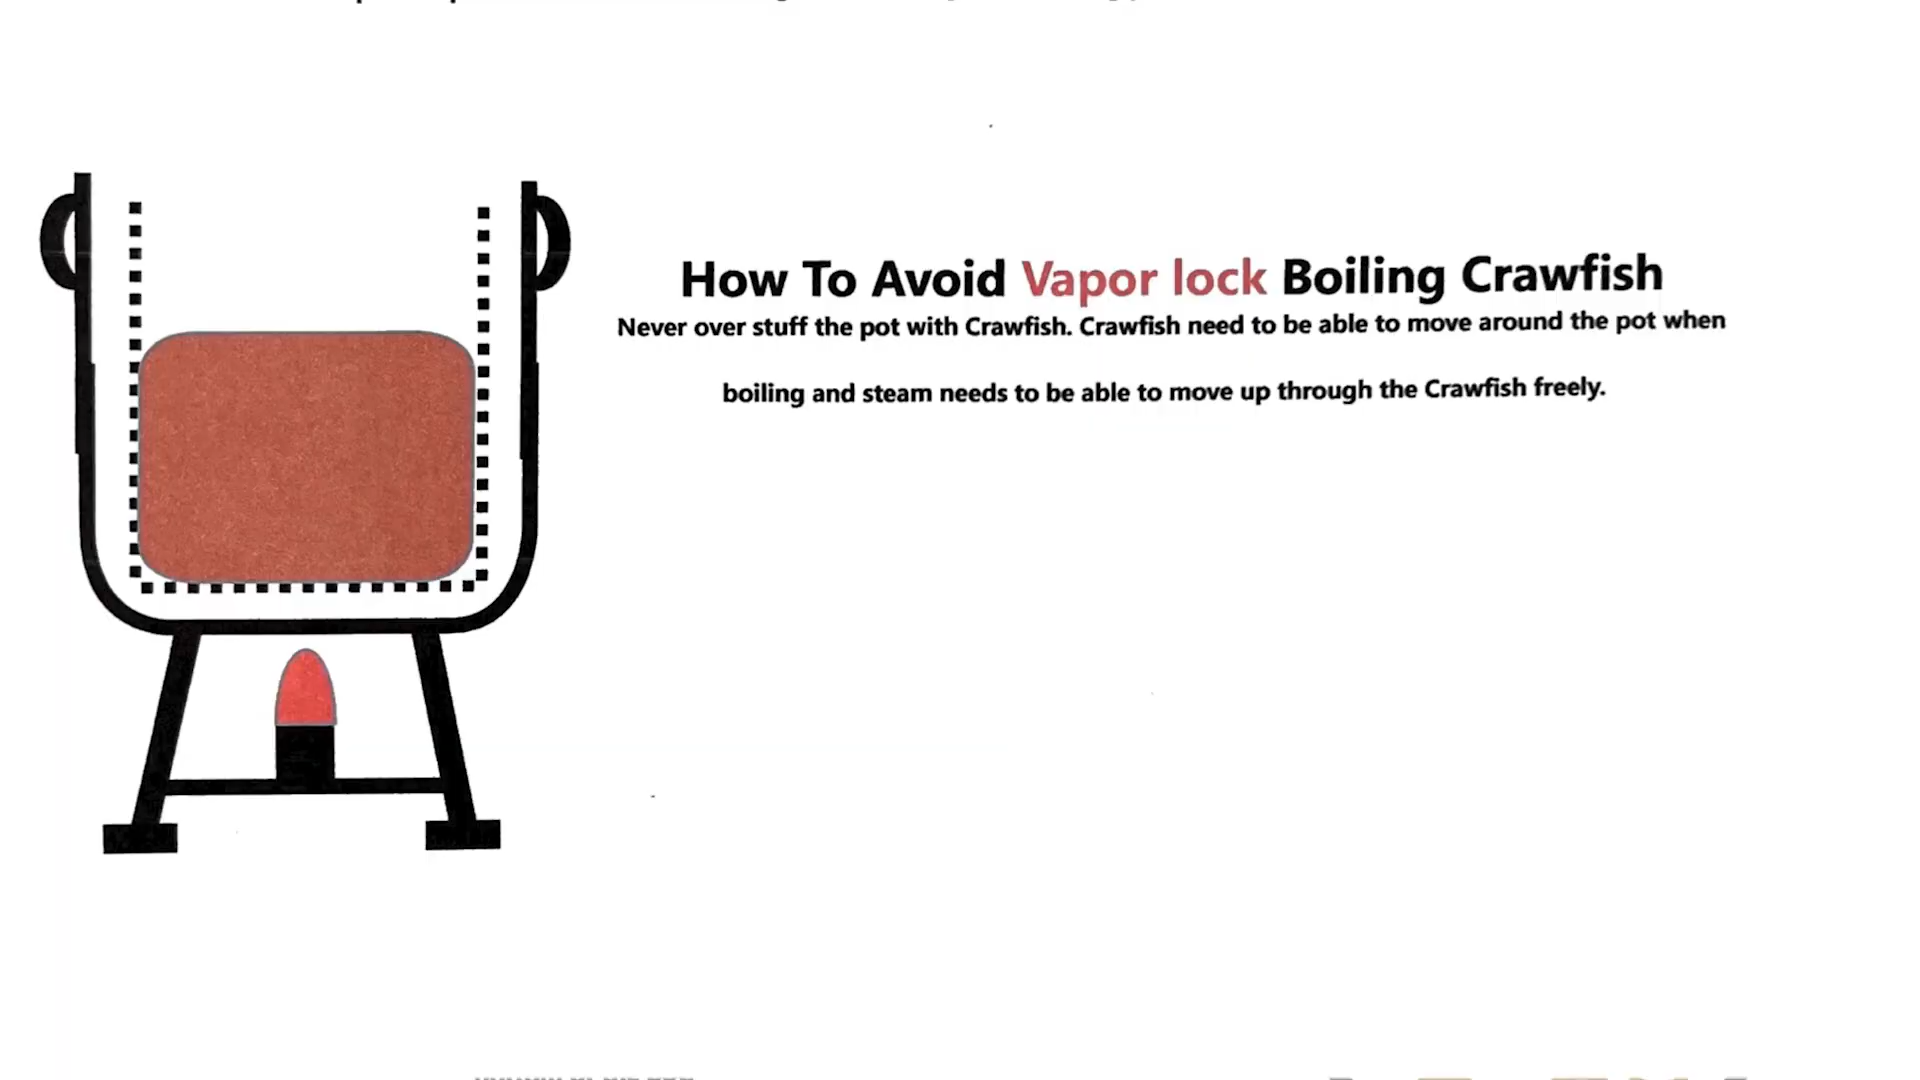 How To Avoid Vapor lock Boiling Crawfish
Never over stuff the pot with Crawfish. Crawfish need to be able to move around the pot when
boiling and steam needs to be able to move up through the Crawfish freely.